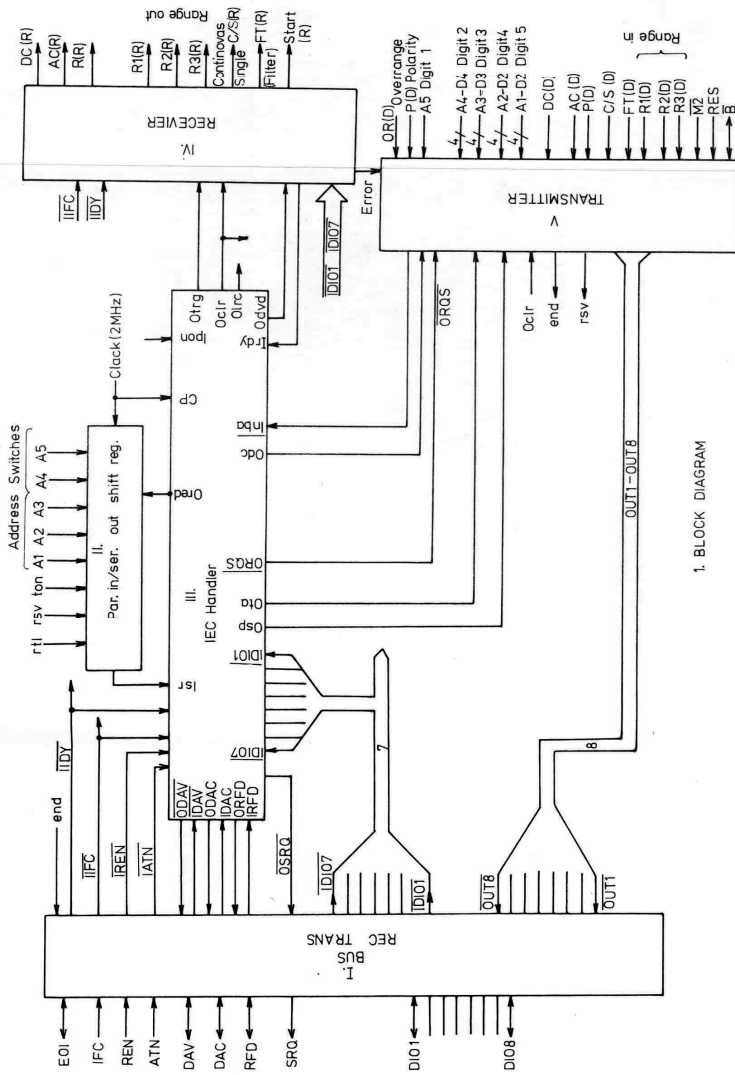 DC(R)
AC(R)
R(R)
R1(R)
R2(R)
R3(R)
Range out
Continovas
Single
C/S(R)
FT(R)
(Filter)
Start
(R)
IV.
RECEVIER
IIFC
IIDY
IDIO1 IDIO7
Error
OR(D) Overrange
P(D) Polarity
A5 Digit 1
4/ A4-D4 Digit 2
4/ A3=D3 Digit 3
4/ A2-D2 Digit4
4/ A1-D2 Digit 5
DC(D)
AC(D)
P(D)
C/S(D)
FT(D)
R1(D)
R2(D)
R3(D)
Range in
M2
RES
B
V
TRANSMITTER
ORQS
Oclr
end
rsv
Address Switches
rtl rsv ton A1 A2 A3 A4 A5
II.
Par. in/ser. out shift reg.
Clack(2MHz)
Isr
Ored
CP
Ipon
Otrg
Oclr
Olrc
Odvd
Irdy
III.
IEC Handler
Inba
Odc
ORQS
Ota
Osp
IDIO1
IDIO7
7
ODAV
IDAV
ODAC
IDAC
ORFD
IRFD
OSRQ
end
IIDY
IIFC
IREN
IATN
IDIO7
IDIO1
OUT8
OUT1
8
OUT1-OUT8
I.
BUS
REC TRANS
EOI
IFC
REN
ATN
DAV
DAC
RFD
SRQ
DIO1
DIO8
1. BLOCK DIAGRAM